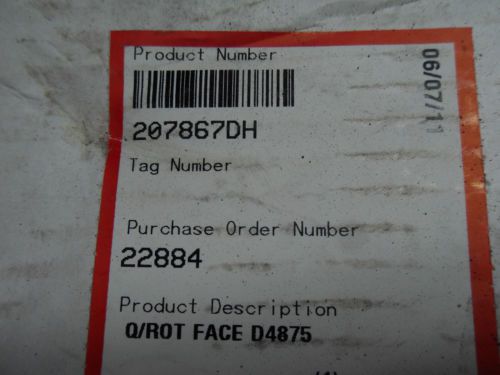 Product Number
06/07/11
207867DH
Tag Number
Purchase Order Number
22884
Product Description
Q/ROT FACE D4875